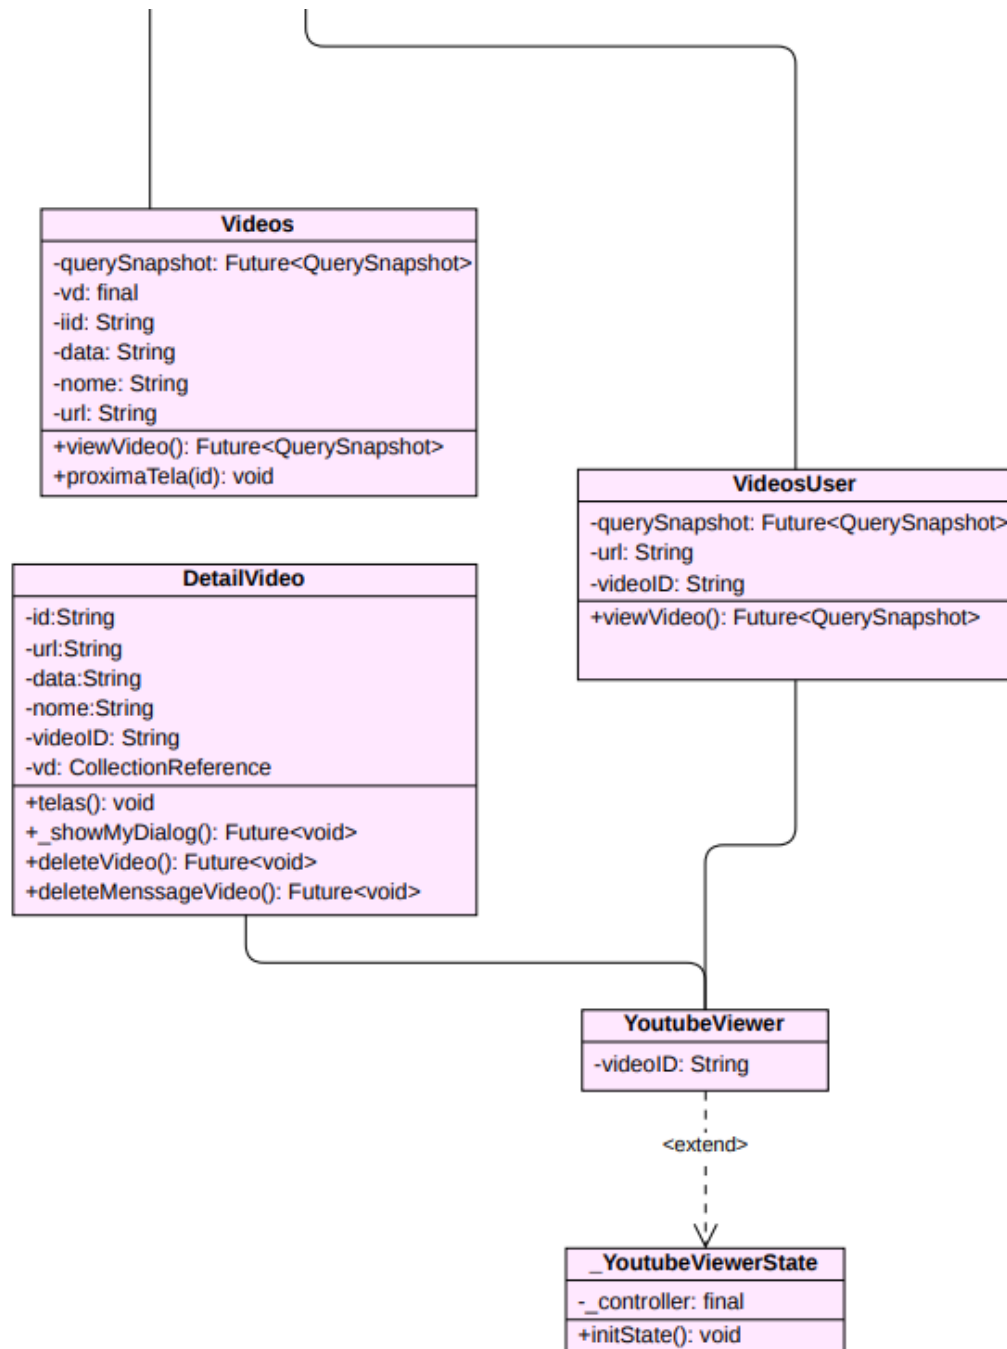 Videos
-querySnapshot: Future<QuerySnapshot>
-vd: final
-iid: String
-data: String
-nome: String
-url: String
+viewVideo(): Future<QuerySnapshot>
+proximaTela(id): void
VideosUser
-querySnapshot: Future<QuerySnapshot>
-url: String
-videoID: String
+viewVideo(): Future<QuerySnapshot>
DetailVideo
-id:String
-url:String
-data:String
-nome:String
-videoID: String
-vd: CollectionReference
+telas(): void
+_showMyDialog(): Future<void>
+deleteVideo(): Future<void>
+deleteMenssageVideo(): Future<void>
YoutubeViewer
-videoID: String
<extend>
_YoutubeViewerState
-_controller: final
+initState(): void